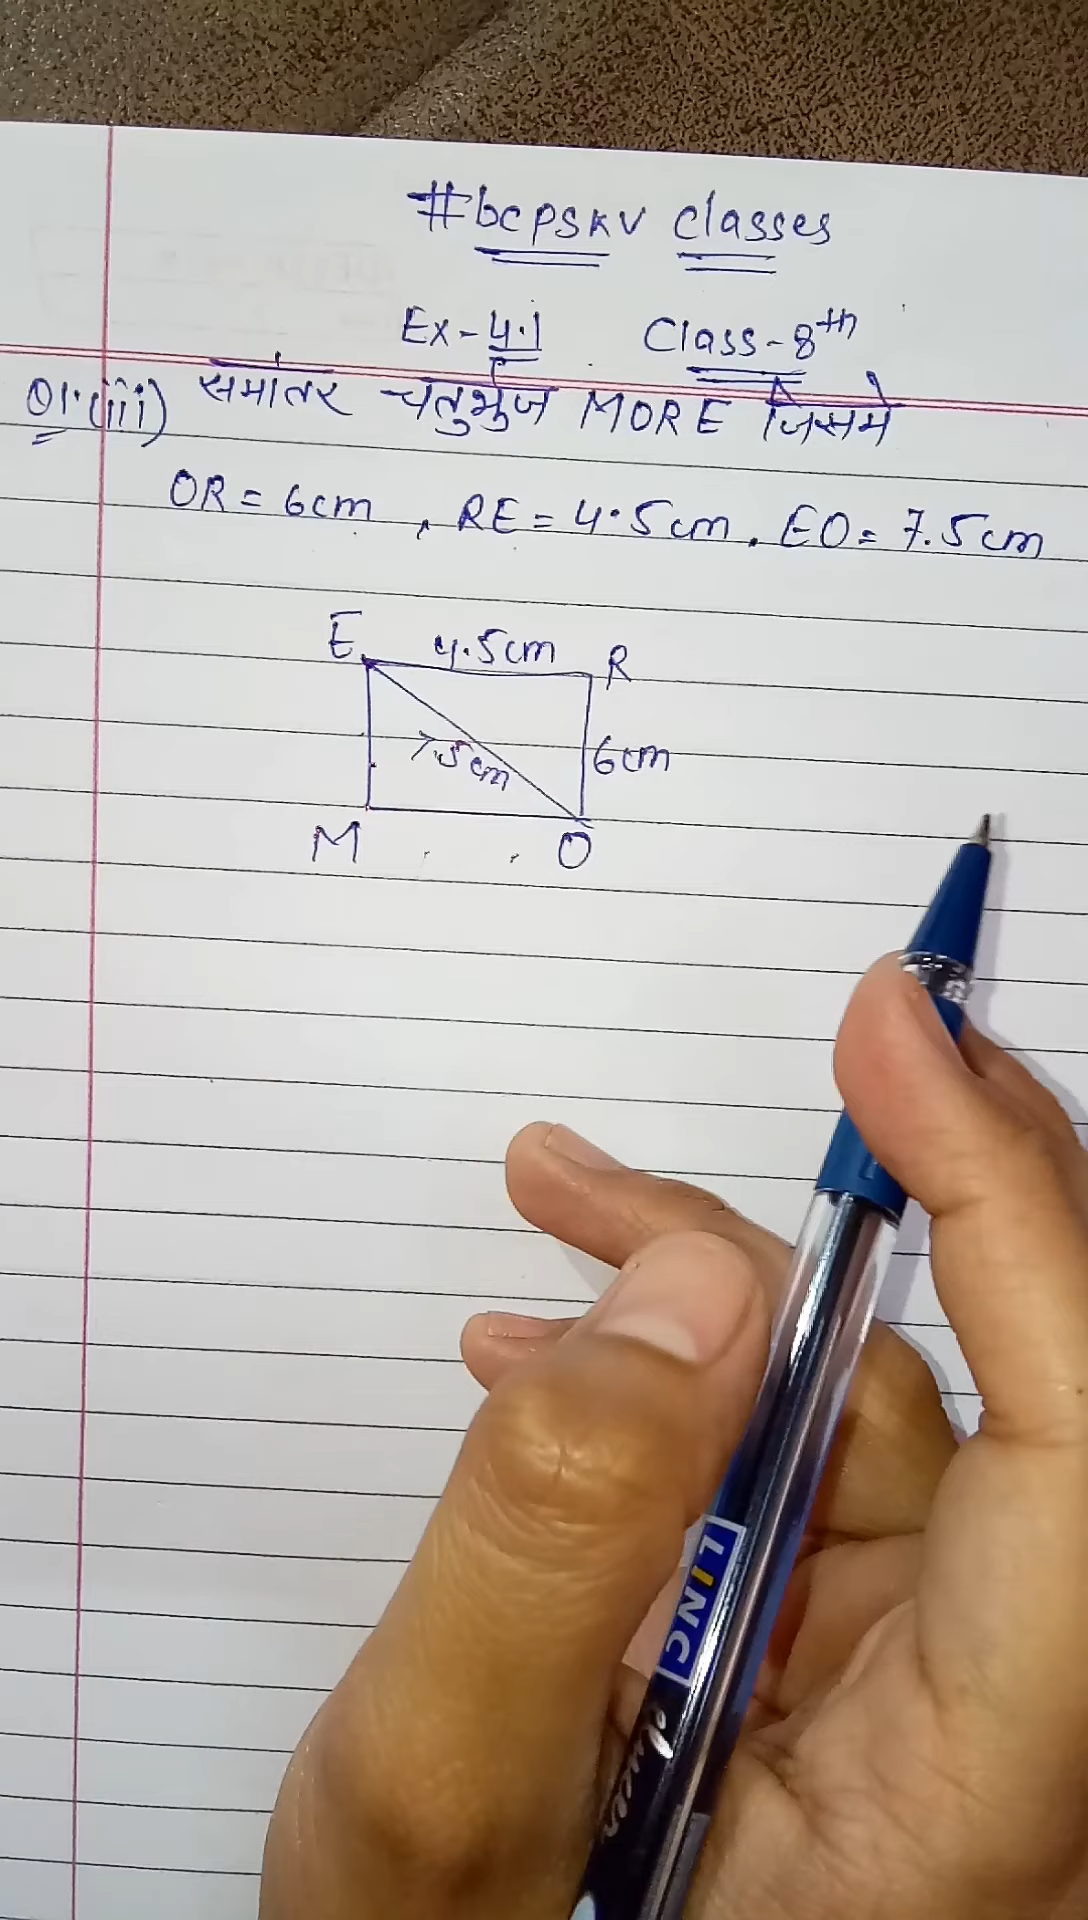 #bcpskv classes
Ex-4.1 Class-8th
Q1.(iii) समांतर चतुर्भुज MORE जिसमें
OR = 6cm, RE = 4.5cm, EO = 7.5cm
E 4.5cm R
7.5cm 6cm
M O
LINC